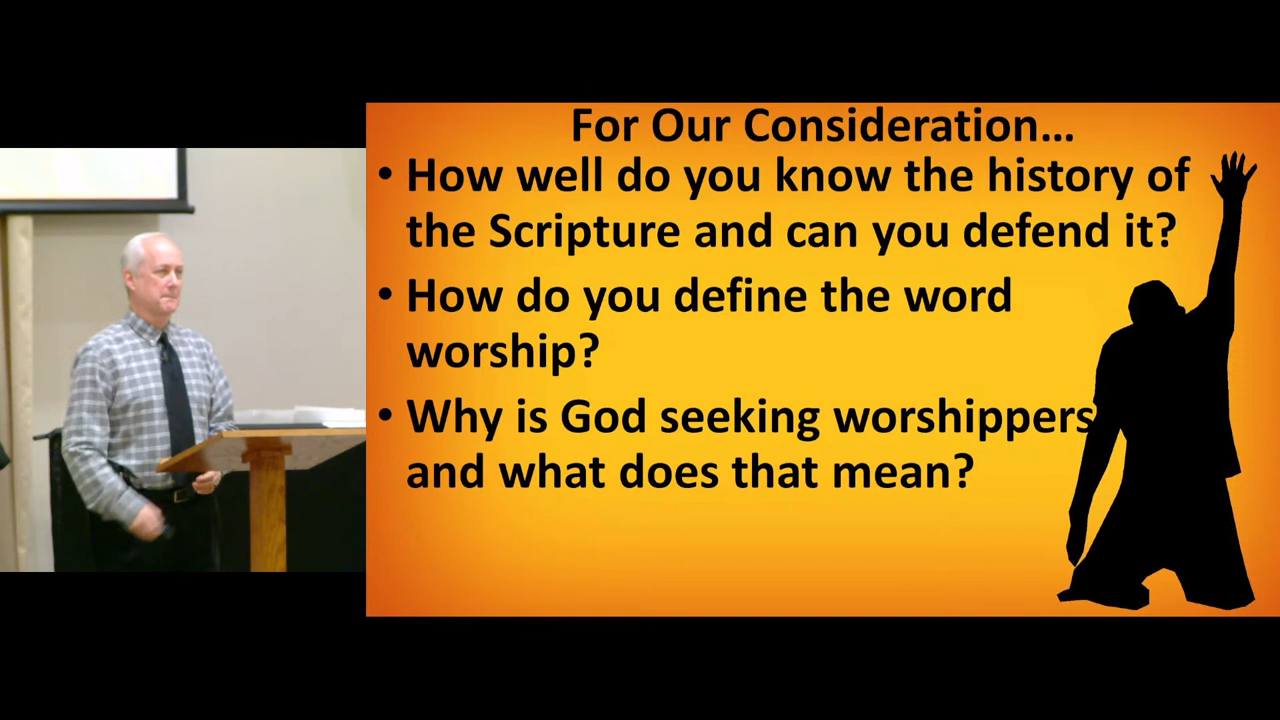 For Our Consideration...
• How well do you know the history of
the Scripture and can you defend it?
• How do you define the word
worship?
• Why is God seeking worshippers
and what does that mean?